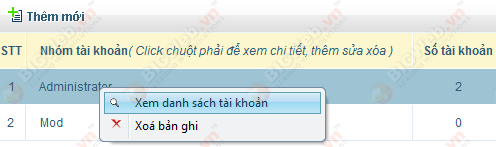 Thêm mới
STT Nhóm tài khoản( Click chuột phải để xem chi tiết, thêm sửa xóa ) Số tài khoản
1 Administrator 2
Xem danh sách tài khoản
2 Mod 0
Xoá bản ghi